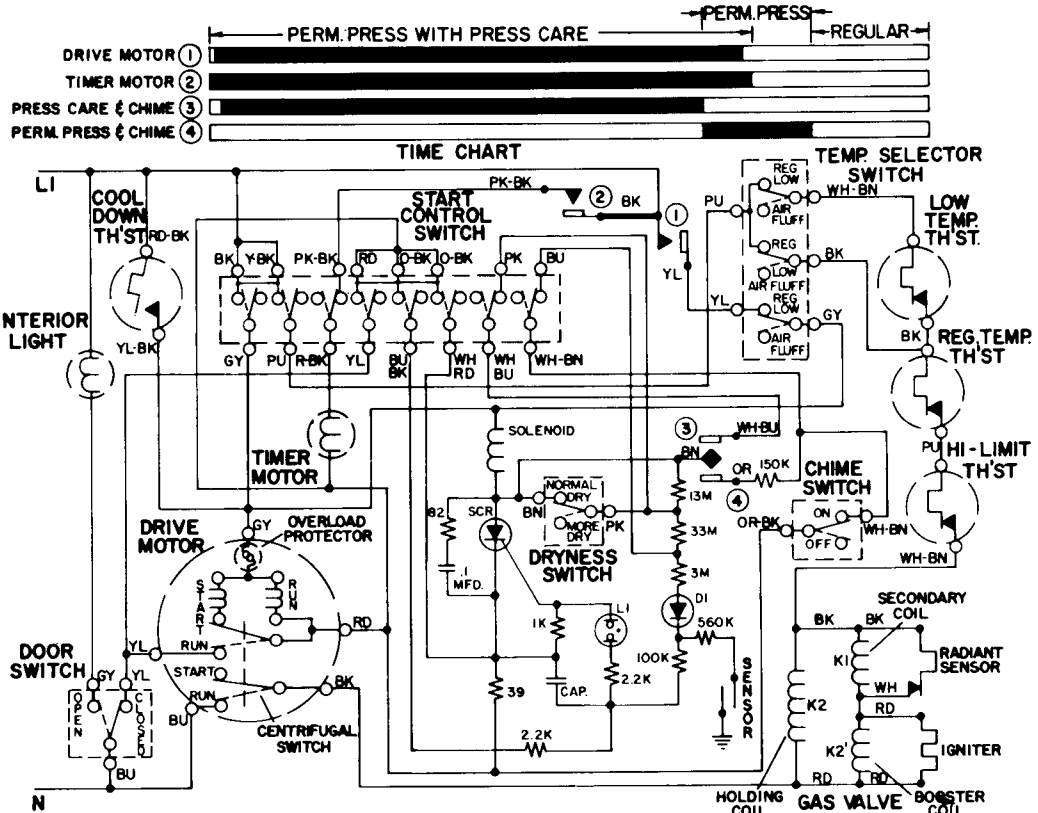 PERM. PRESS
PERM. PRESS WITH PRESS CARE
REGULAR
DRIVE MOTOR 1
TIMER MOTOR 2
PRESS CARE & CHIME 3
PERM. PRESS & CHIME 4
TIME CHART
TEMP. SELECTOR
SWITCH
L1
COOL
DOWN
TH'ST
RD-BK
PK-BK
2
BK
1
START
CONTROL
SWITCH
PU
REG
LOW
AIR
FLUFF
WH-BN
LOW
TEMP.
TH'ST.
BK
Y-BK
PK-BK
RD
O-BK
O-BK
PK
BU
YL
REG
LOW
AIR FLUFF
BK
YL
REG
LOW
AIR
FLUFF
GY
BK
NTERIOR
LIGHT
YL-BK
GY
PU
R-BK
YL
BU
BK
WH
RD
WH
BU
WH-BN
REG. TEMP.
TH'ST
SOLENOID
3
WH-BU
BN
PU
HI-LIMIT
TH'ST
TIMER
MOTOR
OR
150K
4
CHIME
SWITCH
13M
NORMAL
DRY
BN
MORE
DRY
PK
DRYNESS
SWITCH
82
SCR
33M
OR-BK
ON
OFF
WH-BN
WH-BN
DRIVE
MOTOR
GY
OVERLOAD
PROTECTOR
.1
MFD.
3M
D1
START
RUN
1K
L1
560K
SECONDARY
COIL
BK
BK
RD
RADIANT
SENSOR
DOOR
SWITCH
YL
RUN
START
100K
K1
GY
YL
BK
39
CAP.
2.2K
SENSOR
WH
K2
RD
OPEN
CLOSED
RUN
BU
CENTRIFUGAL
SWITCH
2.2K
K2'
IGNITER
BU
RD
RD
N
HOLDING
COIL
GAS VALVE
BOOSTER
COIL